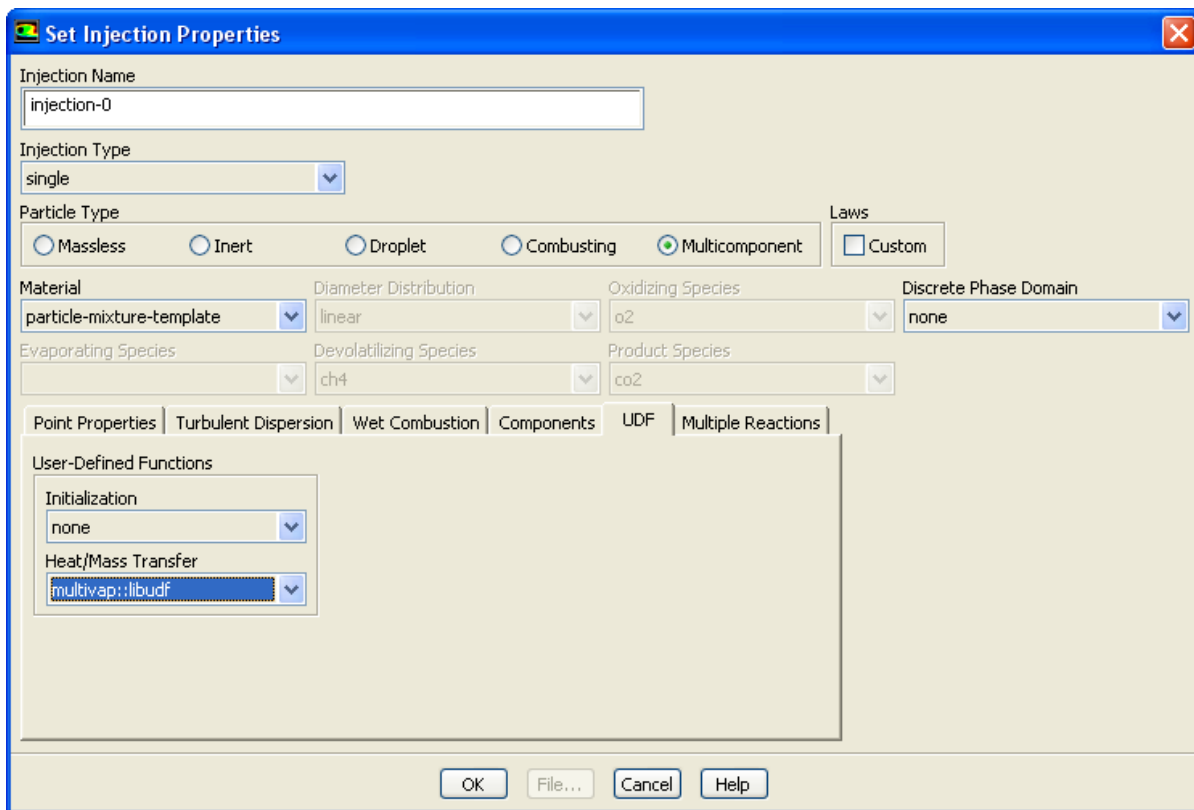 Set Injection Properties
Injection Name
injection-0
Injection Type
single
Particle Type Laws
Massless Inert Droplet Combusting Multicomponent Custom
Material Diameter Distribution Oxidizing Species Discrete Phase Domain
particle-mixture-template linear o2 none
Evaporating Species Devolatilizing Species Product Species
ch4 co2
Point Properties Turbulent Dispersion Wet Combustion Components UDF Multiple Reactions
User-Defined Functions
Initialization
none
Heat/Mass Transfer
multivap::libudf
OK File... Cancel Help